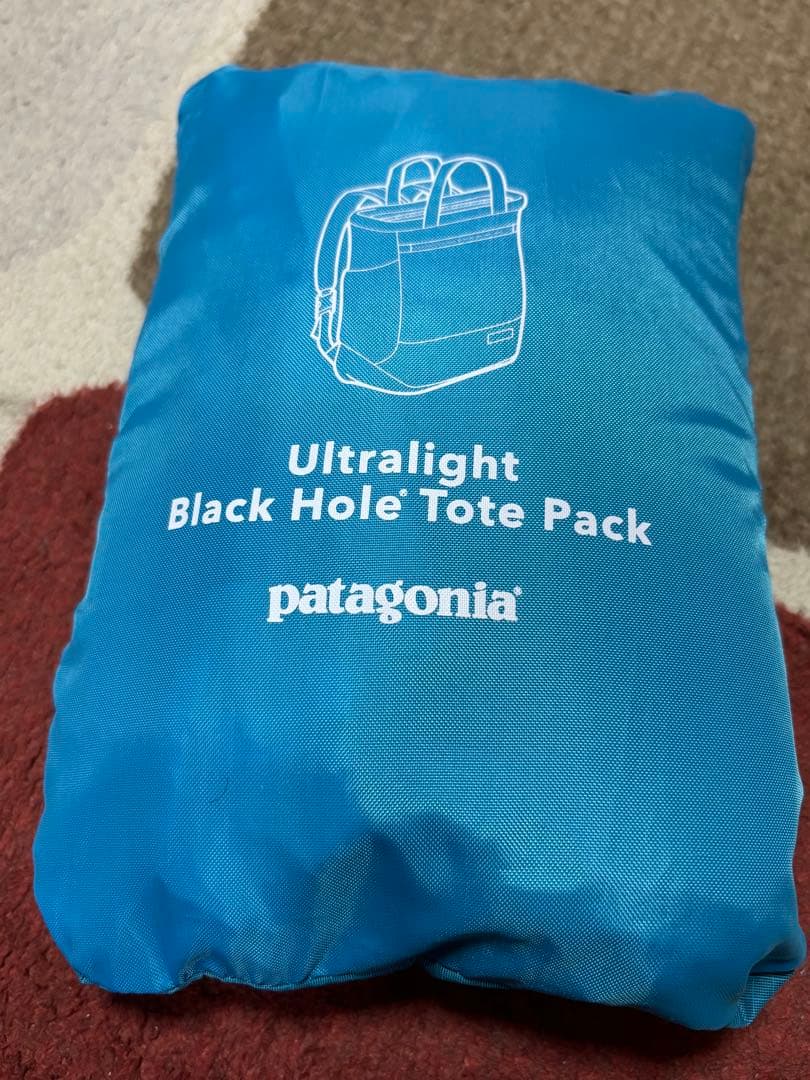 Ultralight
Black Hole® Tote Pack
patagonia®